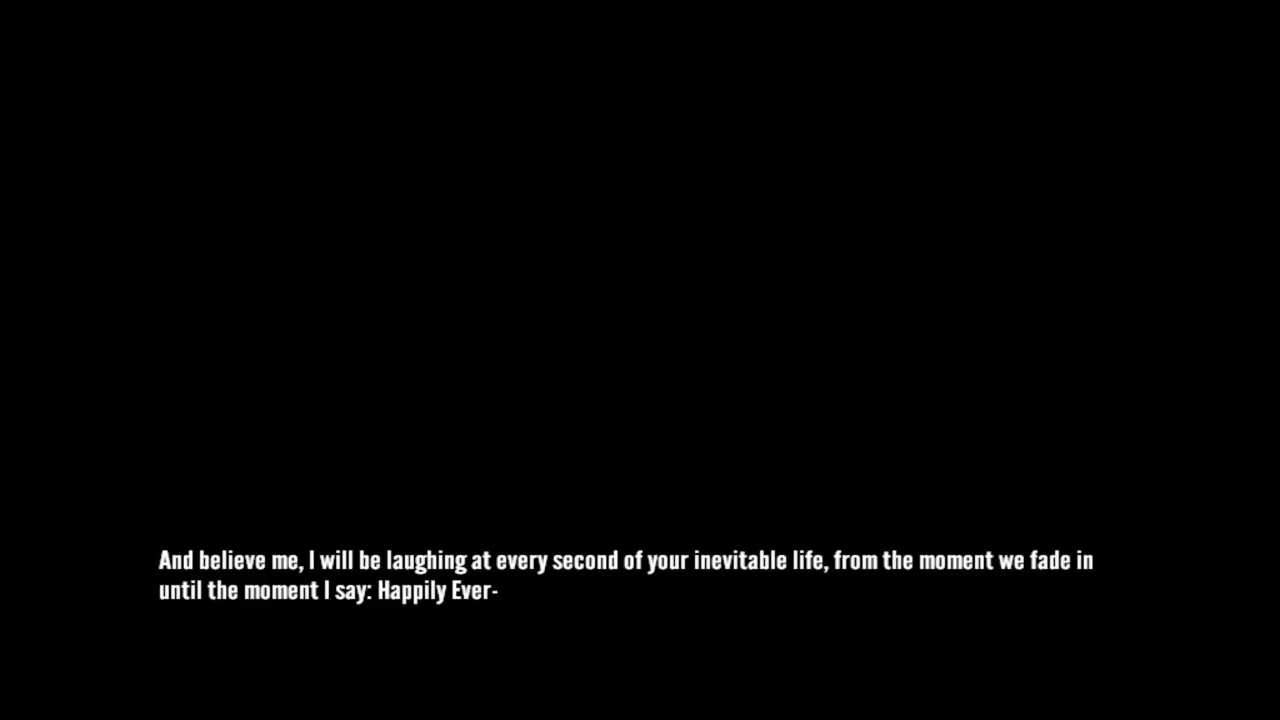 And believe me, I will be laughing at every second of your inevitable life, from the moment we fade in
until the moment I say: Happily Ever-